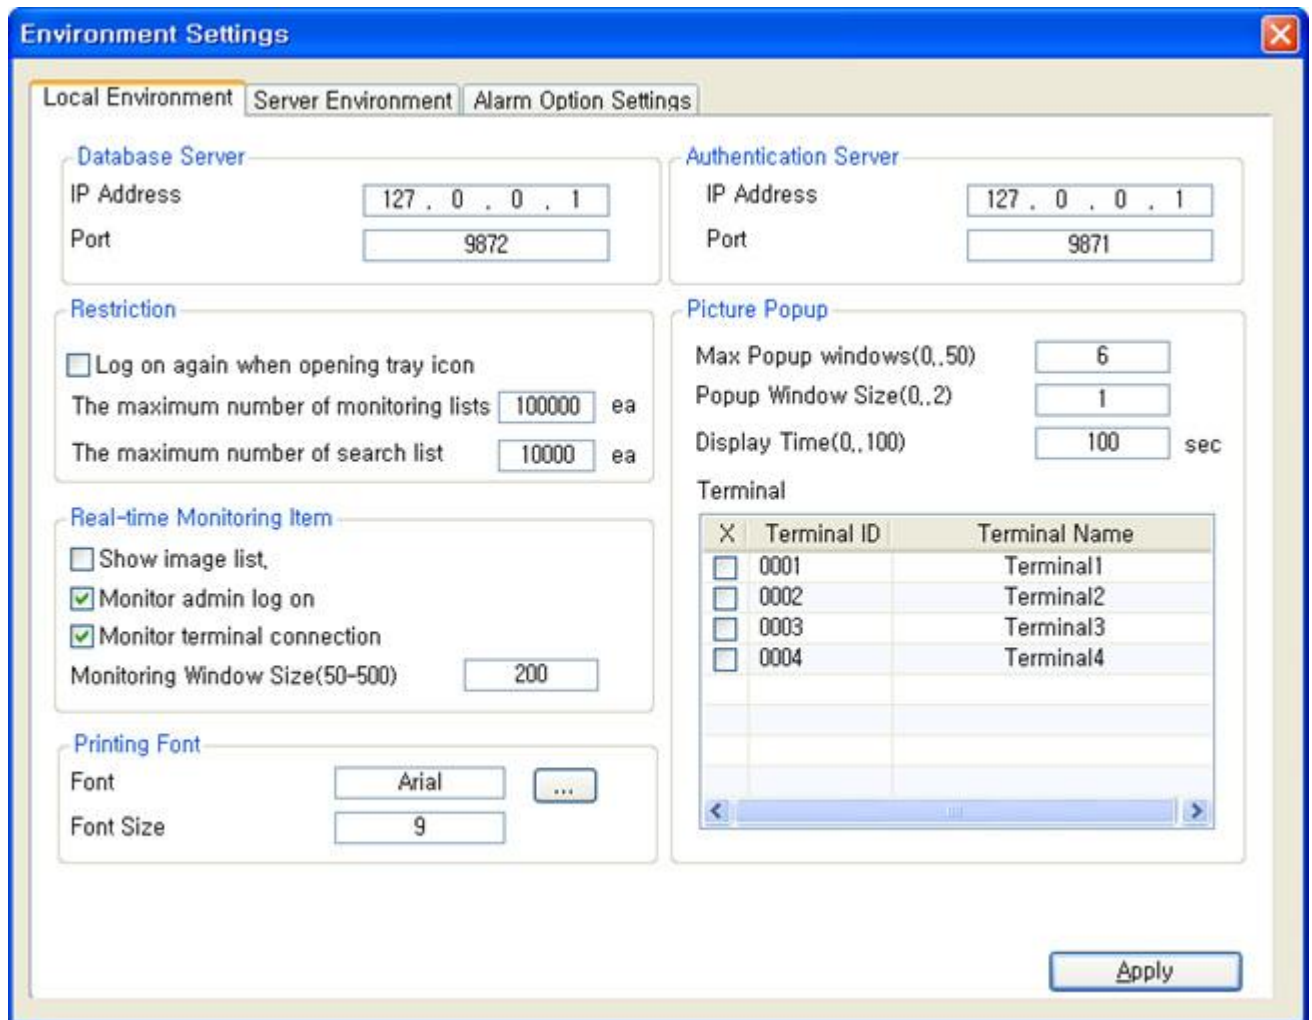 Environment Settings
Local Environment
Server Environment
Alarm Option Settings
Database Server
IP Address
127 . 0 . 0 . 1
Port
9872
Authentication Server
IP Address
127 . 0 . 0 . 1
Port
9871
Restriction
Log on again when opening tray icon
The maximum number of monitoring lists 100000 ea
The maximum number of search list 10000 ea
Real-time Monitoring Item
Show image list,
Monitor admin log on
Monitor terminal connection
Monitoring Window Size(50-500) 200
Printing Font
Font Arial ...
Font Size 9
Picture Popup
Max Popup windows(0,,50) 6
Popup Window Size(0,,2) 1
Display Time(0,,100) 100 sec
Terminal
X Terminal ID Terminal Name
0001 Terminal1
0002 Terminal2
0003 Terminal3
0004 Terminal4
Apply